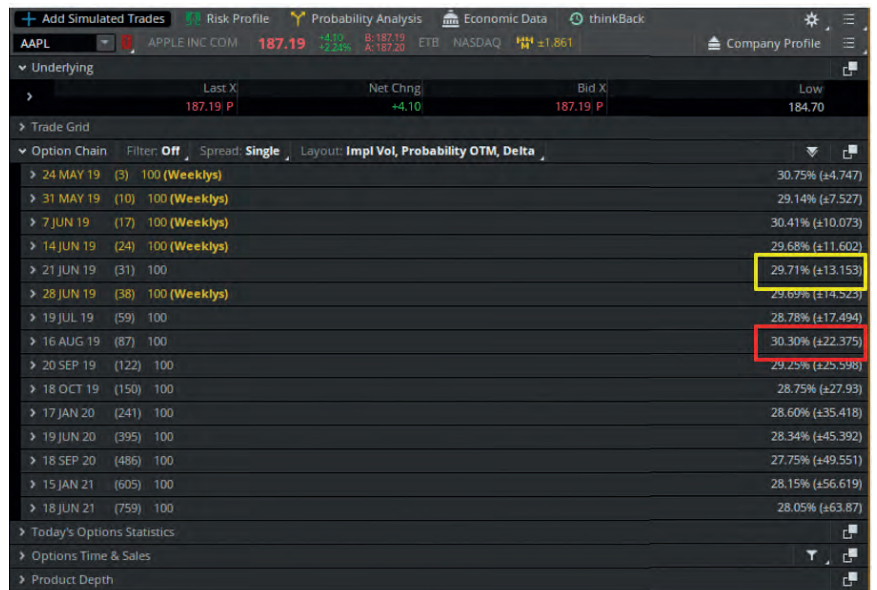 Add Simulated Trades Risk Profile Probability Analysis Economic Data thinkBack
AAPL APPLE INC COM 187.19 +4.10 +2.24% B: 187.19 A: 187.20 ETB NASDAQ ±1.861 Company Profile
Underlying
Last X Net Chng Bid X Low
187.19 P +4.10 187.19 P 184.70
Trade Grid
Option Chain Filter: Off Spread: Single Layout: Impl Vol, Probability OTM, Delta
24 MAY 19 (3) 100 (Weeklys) 30.75% (±4.747)
31 MAY 19 (10) 100 (Weeklys) 29.14% (±7.527)
7 JUN 19 (17) 100 (Weeklys) 30.41% (±10.073)
14 JUN 19 (24) 100 (Weeklys) 29.68% (±11.602)
21 JUN 19 (31) 100 29.71% (±13.153)
28 JUN 19 (38) 100 (Weeklys) 29.69% (±14.523)
19 JUL 19 (59) 100 28.78% (±17.494)
16 AUG 19 (87) 100 30.30% (±22.375)
20 SEP 19 (122) 100 29.25% (±25.598)
18 OCT 19 (150) 100 28.75% (±27.93)
17 JAN 20 (241) 100 28.60% (±35.418)
19 JUN 20 (395) 100 28.34% (±45.392)
18 SEP 20 (486) 100 27.75% (±49.551)
15 JAN 21 (605) 100 28.15% (±56.619)
18 JUN 21 (759) 100 28.05% (±63.87)
Today's Options Statistics
Options Time & Sales
Product Depth